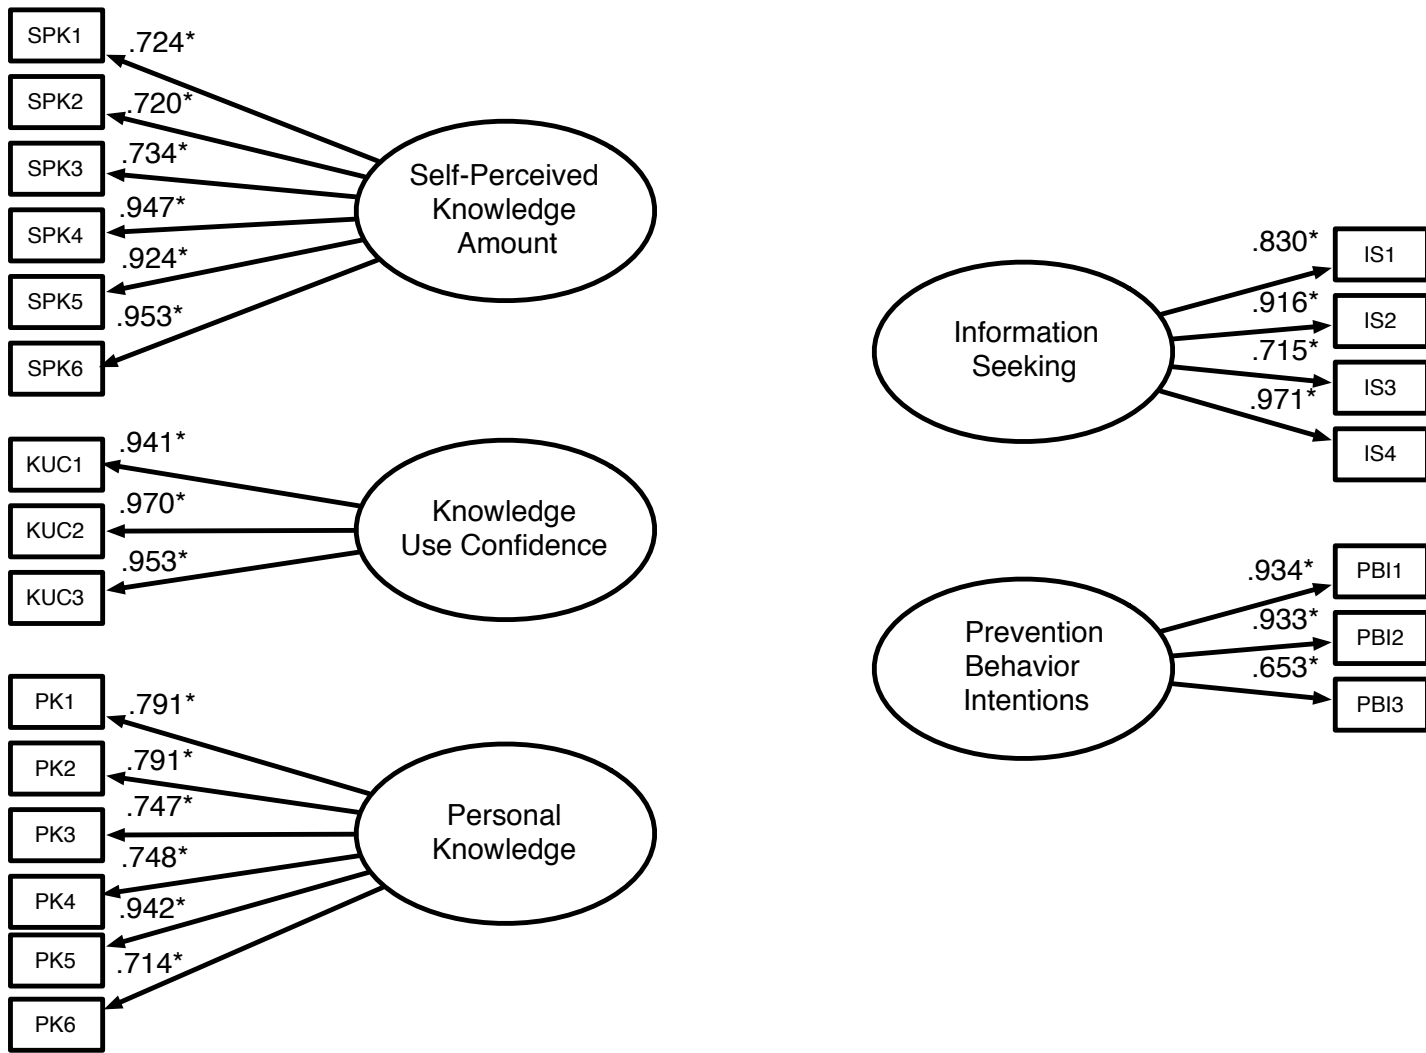 SPK1
.724*
SPK2
.720*
SPK3
.734*
SPK4
.947*
SPK5
.924*
SPK6
.953*
Self-Perceived
Knowledge
Amount
KUC1
.941*
KUC2
.970*
KUC3
.953*
Knowledge
Use Confidence
PK1
.791*
PK2
.791*
PK3
.747*
PK4
.748*
PK5
.942*
PK6
.714*
Personal
Knowledge
Information
Seeking
.830*
IS1
.916*
IS2
.715*
IS3
.971*
IS4
Prevention
Behavior
Intentions
.934*
PBI1
.933*
PBI2
.653*
PBI3